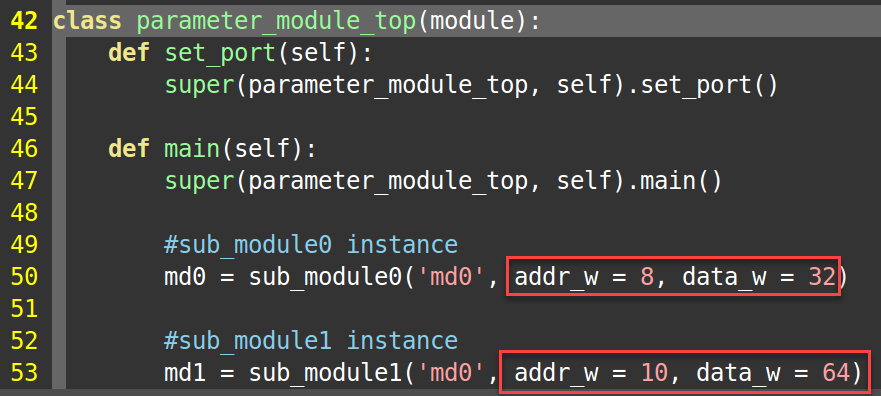 42 class parameter_module_top(module):
43     def set_port(self):
44         super(parameter_module_top, self).set_port()
45
46     def main(self):
47         super(parameter_module_top, self).main()
48
49         #sub_module0 instance
50         md0 = sub_module0('md0', addr_w = 8, data_w = 32)
51
52         #sub_module1 instance
53         md1 = sub_module1('md0', addr_w = 10, data_w = 64)